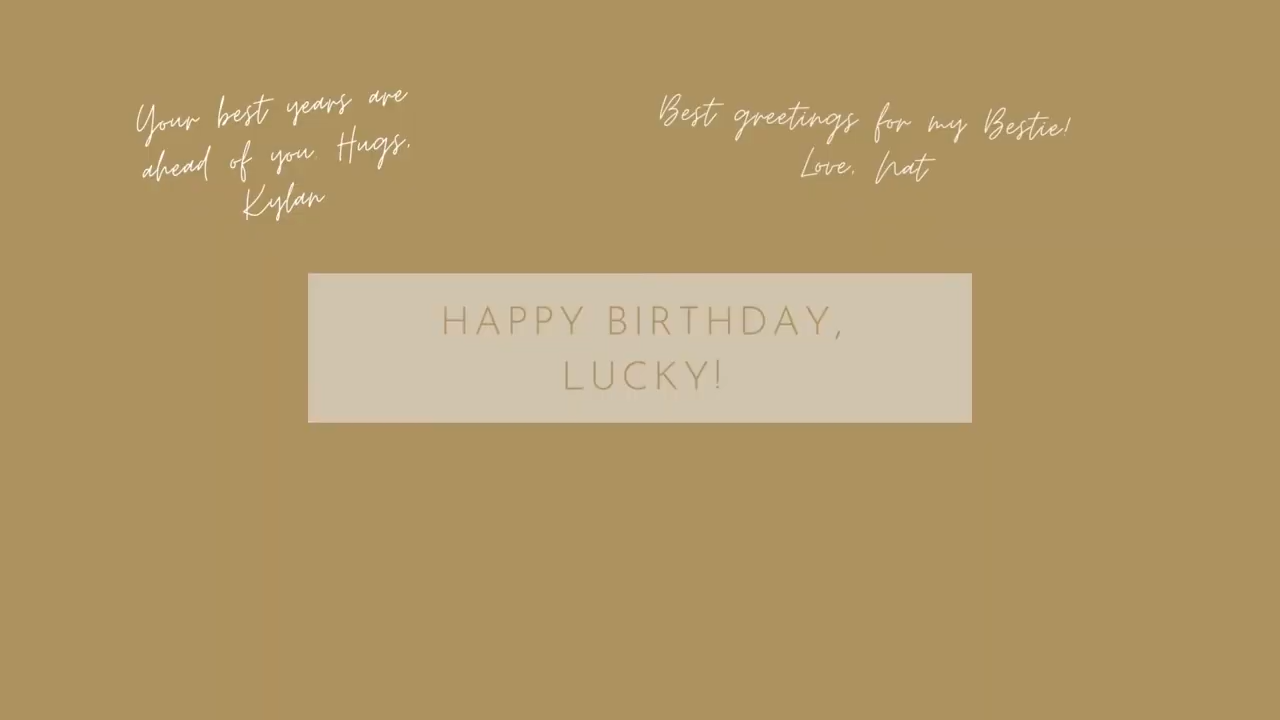 Your best years are
ahead of you Hugs,
Kylan
Best greetings for my Bestie!
Love, Nat
HAPPY BIRTHDAY,
LUCKY!